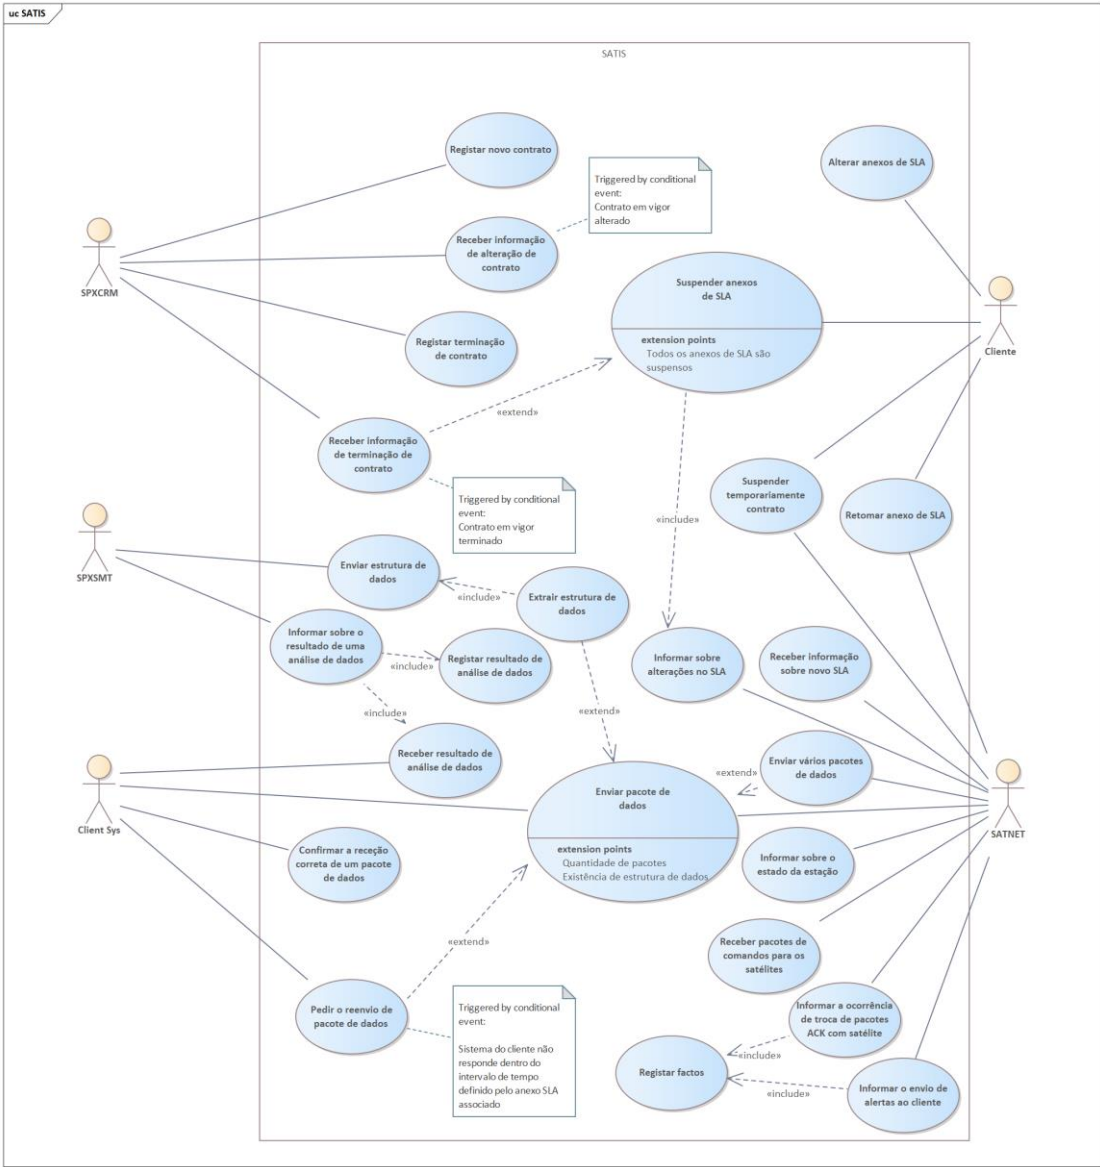 uc SATIS
SATIS
Registar novo contrato
Alterar anexos de SLA
Triggered by conditional
event:
Contrato em vigor
alterado
Receber informação
de alteração de
contrato
SPXCRM
Suspender anexos
de SLA
extension points
Todos os anexos de SLA são
suspensos
Cliente
Registar terminação
de contrato
«extend»
Receber informação
de terminação de
contrato
Triggered by conditional
event:
Contrato em vigor
terminado
Suspender
temporariamente
contrato
Retomar anexo de SLA
«include»
SPXSMT
Enviar estrutura de
dados
«include»
Extrair estrutura de
dados
Informar sobre o
resultado de uma
análise de dados
«include»
Registar resultado de
análise de dados
Informar sobre
alterações no SLA
Receber informação
sobre novo SLA
«include»
«extend»
Receber resultado de
análise de dados
Client Sys
Enviar pacote de
dados
extension points
Quantidade de pacotes
Existência de estrutura de dados
«extend»
Enviar vários pacotes
de dados
SATNET
Confirmar a receção
correta de um pacote
de dados
Informar sobre o
estado da estação
«extend»
Receber pacotes de
comandos para os
satélites
Pedir o reenvio de
pacote de dados
Triggered by conditional
event:
Sistema do cliente não
responde dentro do
intervalo de tempo
definido pelo anexo SLA
associado
Informar a ocorrência
de troca de pacotes
ACK com satélite
«include»
Registar factos
«include»
Informar o envio de
alertas ao cliente